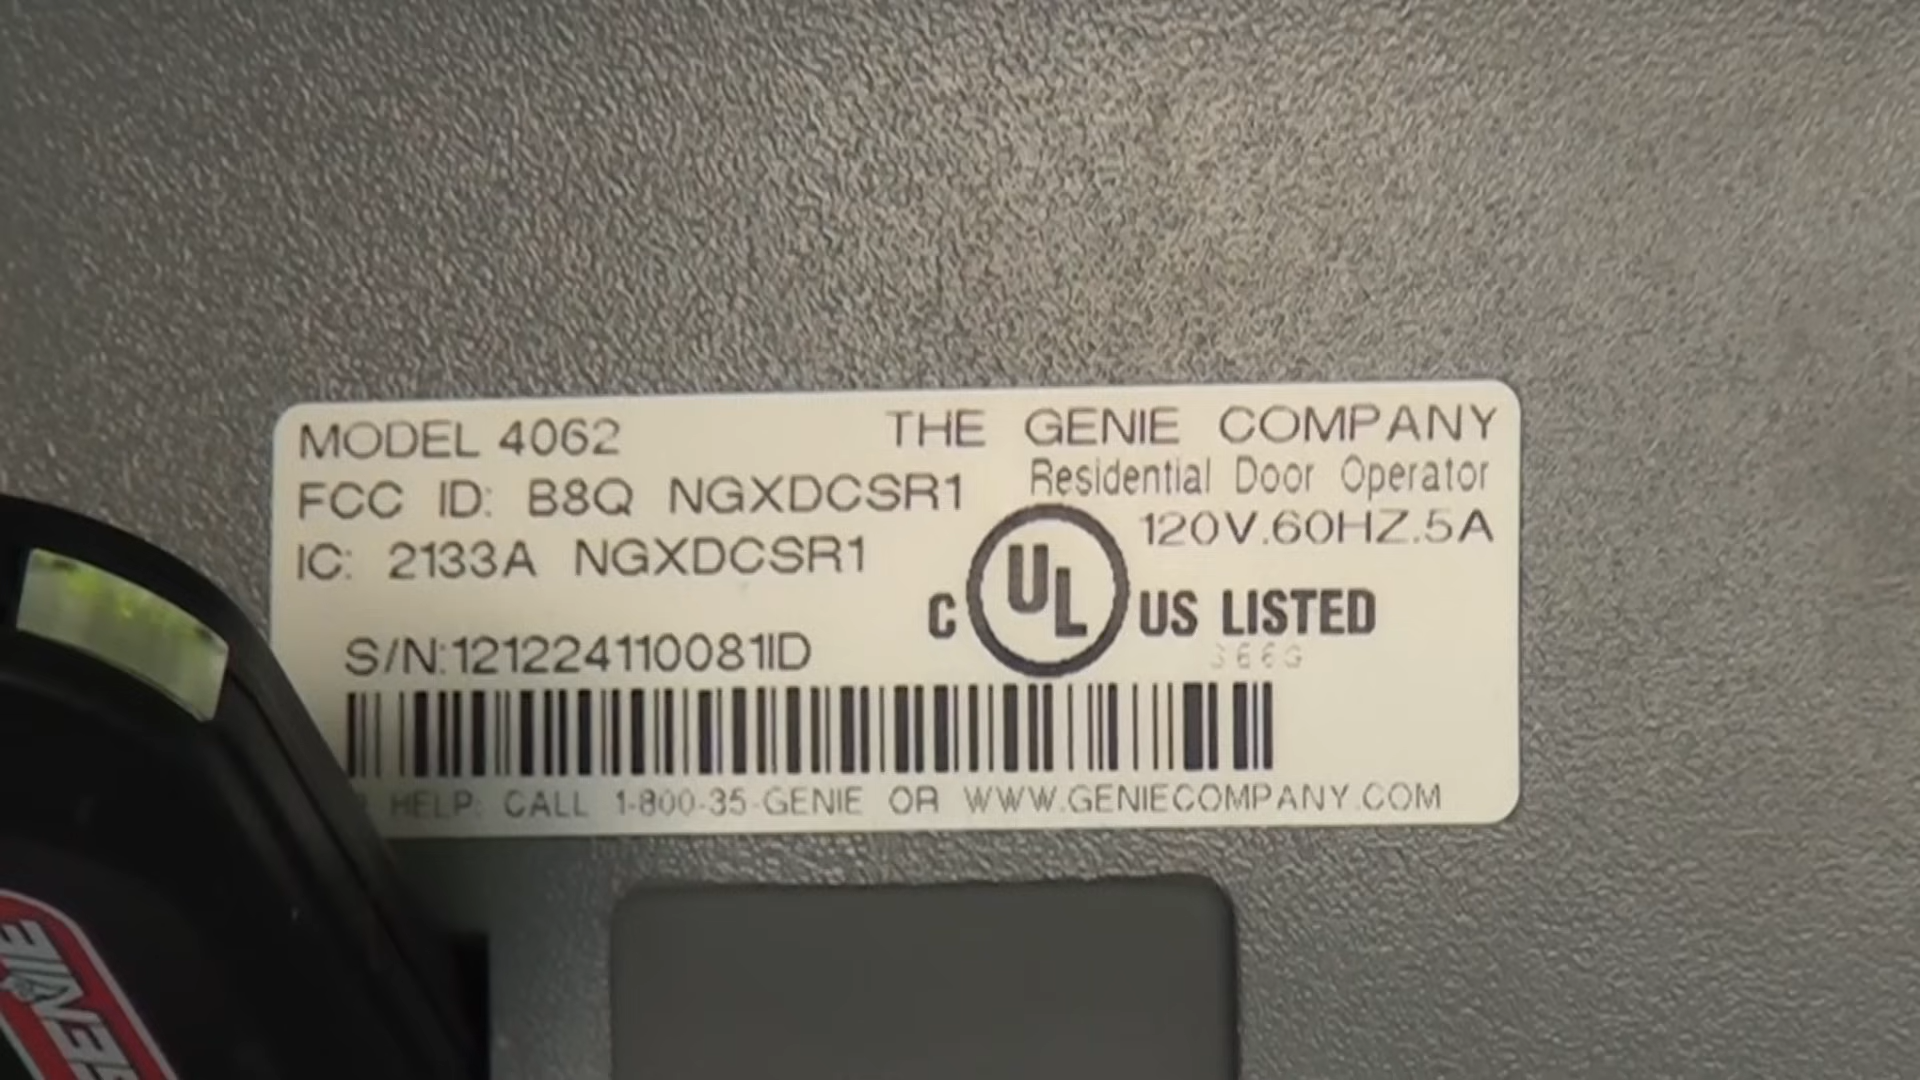 MODEL 4062 THE GENIE COMPANY
FCC ID: B8Q NGXDCSR1 Residential Door Operator
IC: 2133A NGXDCSR1 120V.60HZ.5A
C UL US LISTED
S/N:121224110081ID
HELP CALL 1-800-35-GENIE OR WWW.GENIECOMPANY.COM
GENIE